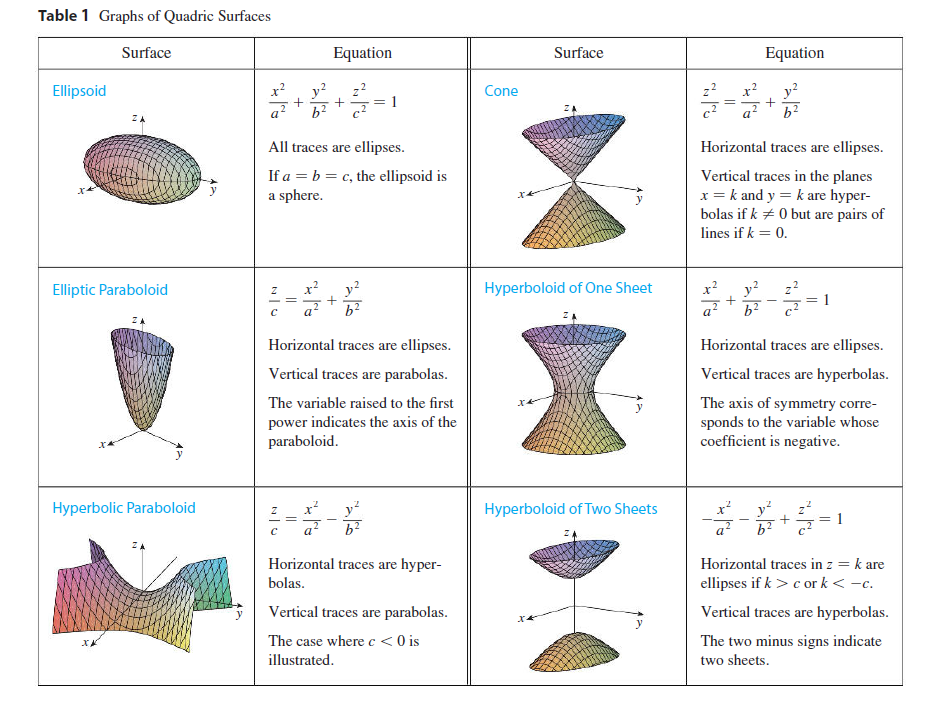 Table 1 Graphs of Quadric Surfaces
Surface
Equation
Surface
Equation
Ellipsoid
z
x
y
x²/a² + y²/b² + z²/c² = 1
All traces are ellipses.
If a = b = c, the ellipsoid is
a sphere.
Cone
z
x
y
z²/c² = x²/a² + y²/b²
Horizontal traces are ellipses.
Vertical traces in the planes
x = k and y = k are hyper-
bolas if k ≠ 0 but are pairs of
lines if k = 0.
Elliptic Paraboloid
z
x
y
z/c = x²/a² + y²/b²
Horizontal traces are ellipses.
Vertical traces are parabolas.
The variable raised to the first
power indicates the axis of the
paraboloid.
Hyperboloid of One Sheet
z
x
y
x²/a² + y²/b² − z²/c² = 1
Horizontal traces are ellipses.
Vertical traces are hyperbolas.
The axis of symmetry corre-
sponds to the variable whose
coefficient is negative.
Hyperbolic Paraboloid
z
x
y
z/c = x²/a² − y²/b²
Horizontal traces are hyper-
bolas.
Vertical traces are parabolas.
The case where c < 0 is
illustrated.
Hyperboloid of Two Sheets
z
x
y
−x²/a² − y²/b² + z²/c² = 1
Horizontal traces in z = k are
ellipses if k > c or k < −c.
Vertical traces are hyperbolas.
The two minus signs indicate
two sheets.